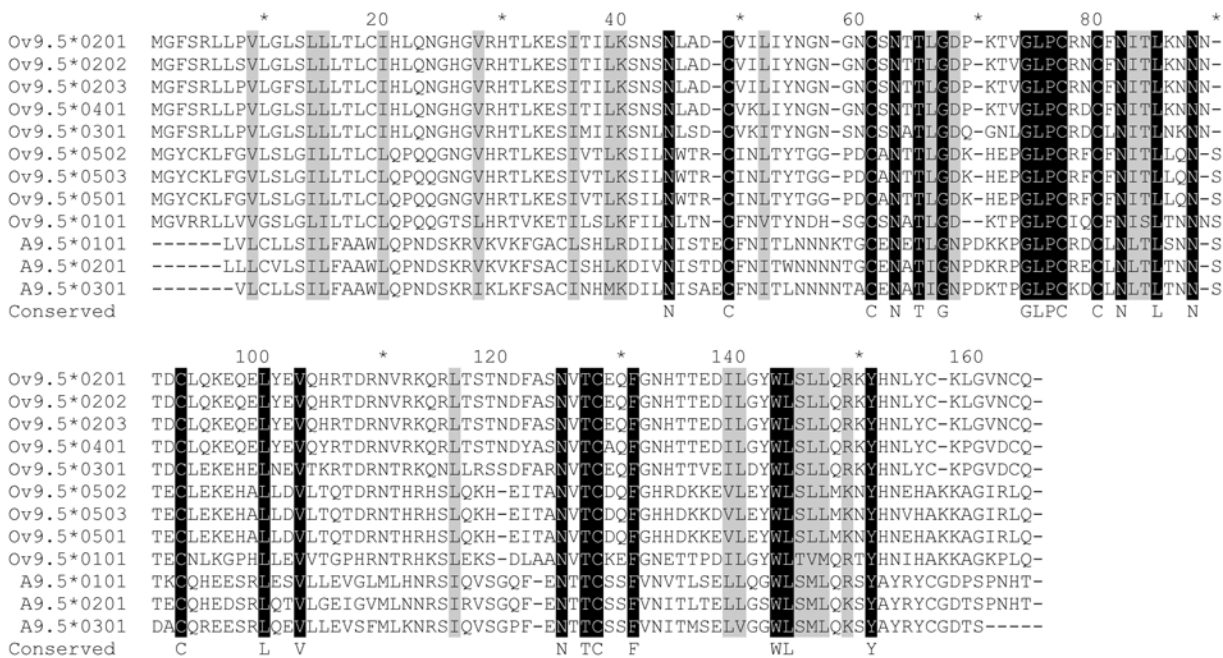 * 20 * 40 * 60 * 80 *
Ov9.5*0201 MGFSRLLPVLGLSLLLTLCIHLQNGHGVRHTLKESITILKSNSNLAD-CVILIYNGN-GNCSNTTLGDP-KTVGLPCRNCFNITLKNNN-
Ov9.5*0202 MGFSRLLPVLGLSLLLTLCIHLQNGHGVRHTLKESITILKSNSNLAD-CVILIYNGN-GNCSNTTLGDP-KTVGLPCRNCFNITLKNNN-
Ov9.5*0203 MGFSRLLPVLGFSLLLTLCIHLQNGHGVRHTLKESITILKSNSNLAD-CVILIYNGN-GNCSNTTLGDP-KTVGLPCRNCFNITLKNNN-
Ov9.5*0401 MGFSRLLPVLGLSLLLTLCIHLQNGHGVRHTLKESITILKSNSNLAD-CVKLIYNGN-GNCSNTTLGDP-KTVGLPCRDCFNITLKNNN-
Ov9.5*0301 MGFSRLLPVLGLSLLLTLCIHLQNGHGVRHTLKESIMIIKSNLNLSD-CVKITYNGN-SNCSNATLGDQ-GNLGLPCRDCLNITLNKNN-
Ov9.5*0502 MGYCKLFGVLSLGILLTLCLQPQQGNGVHRTLKESIVTLKSILNWTR-CINLTYTGG-PDCANTTLGDK-HEPGLPCRFCFNITLLQN-S
Ov9.5*0503 MGYCKLFGVLSLGILLTLCLQPQQGNGVHRTLKESIVTLKSILNWTR-CINLTYTGG-PDCANTTLGDK-HEPGLPCRFCFNITLLQN-S
Ov9.5*0501 MGYCKLFGVLSLGILLTLCLQPQQGNGVHRTLKESIVTLKSILNWTR-CINLTYTGG-PDCANTTLGDK-HEPGLPCRFCFNITLLQN-S
Ov9.5*0101 MGVRRLLVVGSLGILLTLCLQPQQGTSLHRTVKETILSLKFILNLTN-CFNVTYNDH-SGCSNATLGD--KTPGLPCIQCFNISLTNNNS
A9.5*0101 ------LVLCLLSILFAAWLQPNDSKRVKVKFGACLSHLRDILNISTECFNITLNNNKTGCENETLGNPDKKPGLPCRDCLNLTLSNN-S
A9.5*0201 ------LLLCVLSILFAAWLQPNDSKRVKVKFSACISHLKDIVNISTDCFNITWNNNNTGCENATIGNPDKRPGLPCRECLNLTLTNN-S
A9.5*0301 -------VLCLLSILFAAWLQPNDSKRIKLKFSACINHMKDILNISAECFNITLNNNNTACENATIGNPDKTPGLPCKDCLNLTLTNN-S
Conserved N C C N T G GLPC C N L N
100 * 120 * 140 * 160
Ov9.5*0201 TDCLQKEQELYEVQHRTDRNVRKQRLTSTNDFASNVTCEQFGNHTTEDILGYWLSLLQRKYHNLYC-KLGVNCQ-
Ov9.5*0202 TDCLQKEQELYEVQHRTDRNVRKQRLTSTNDFASNVTCEQFGNHTTEDILGYWLSLLQRKYHNLYC-KLGVNCQ-
Ov9.5*0203 TDCLQKEQELYEVQHRTDRNVRKQRLTSTNDFASNVTCEQFGNHTTEDILGYWLSLLQRKYHNLYC-KLGVNCQ-
Ov9.5*0401 TDCLQKEQELYEVQYRTDRNVRKQRLTSTNDYASNVTCAQFGNHTTEDILGYWLSLLQRKYHNLYC-KPGVDCQ-
Ov9.5*0301 TDCLEKEHELNEVTKRTDRNTRKQNLLRSSDFARNVTCEQFGNHTTVEILDYWLSLLQRKYHNLYC-KPGVDCQ-
Ov9.5*0502 TECLEKEHALLDVLTQTDRNTHRHSLQKH-EITANVTCDQFGHRDKKEVLEYWLSLLMKNYHNEHAKKAGIRLQ-
Ov9.5*0503 TECLEKEHALLDVLTQTDRNTHRHSLQKH-EITANVTCDQFGHHDKKDVLEYWLSLLMKNYHNVHAKKAGIRLQ-
Ov9.5*0501 TECLEKEHALLDVLTQTDRNTHRHSLQKH-EITANVTCDQFGHHDKKEVLEYWLSLLMKNYHNEHAKKAGIRLQ-
Ov9.5*0101 TECNLKGPHLLEVVTGPHRNTRHKSLEKS-DLAANVTCKEFGNETTPDILGYWLTVMQRTYHNIHAKKAGKPLQ-
A9.5*0101 TKCQHEESRLESVLLEVGLMLHNRSIQVSGQF-ENTTCSSFVNVTLSELLQGWLSMLQRSYAYRYCGDPSPNHT-
A9.5*0201 TECQHEDSRLQTVLGEIGVMLNNRSIRVSGQF-ENTTCSSFVNITLTELLGSWLSMLQKSYAYRYCGDTSPNHT-
A9.5*0301 DACQREESRLQEVLLEVSFMLKNRSIQVSGPF-ENTTCSSFVNITMSELVGGWLSMLQKSYAYRYCGDTS-----
Conserved C L V N TC F WL Y